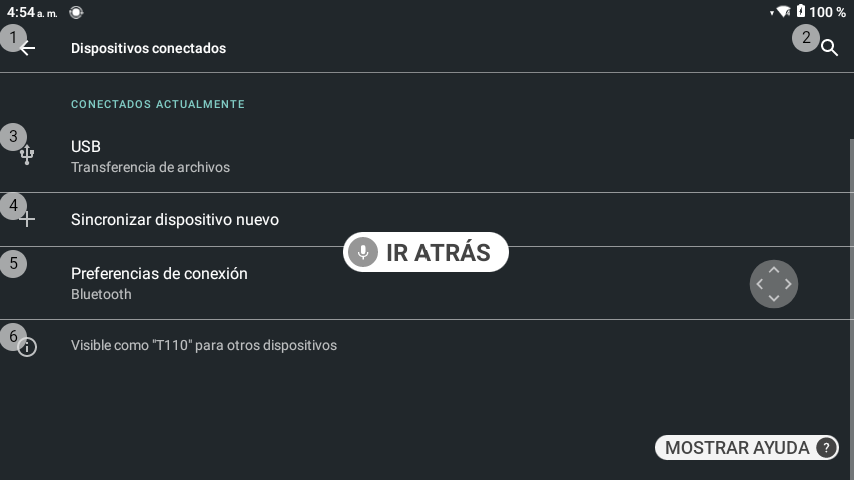 4:54 a. m.
100 %
1
Dispositivos conectados
2
CONECTADOS ACTUALMENTE
3
USB
Transferencia de archivos
4
Sincronizar dispositivo nuevo
IR ATRÁS
5
Preferencias de conexión
Bluetooth
6
Visible como "T110" para otros dispositivos
MOSTRAR AYUDA ?